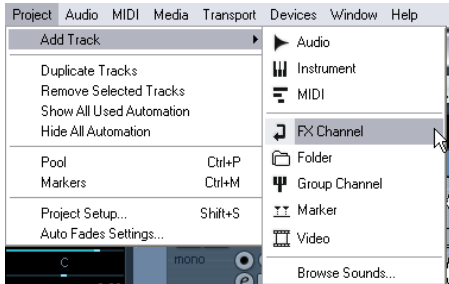 Project Audio MIDI Media Transport Devices Window Help
Add Track
Duplicate Tracks
Remove Selected Tracks
Show All Used Automation
Hide All Automation
Pool Ctrl+P
Markers Ctrl+M
Project Setup... Shift+S
Auto Fades Settings...
Audio
Instrument
MIDI
FX Channel
Folder
Group Channel
Marker
Video
Browse Sounds...
C
mono